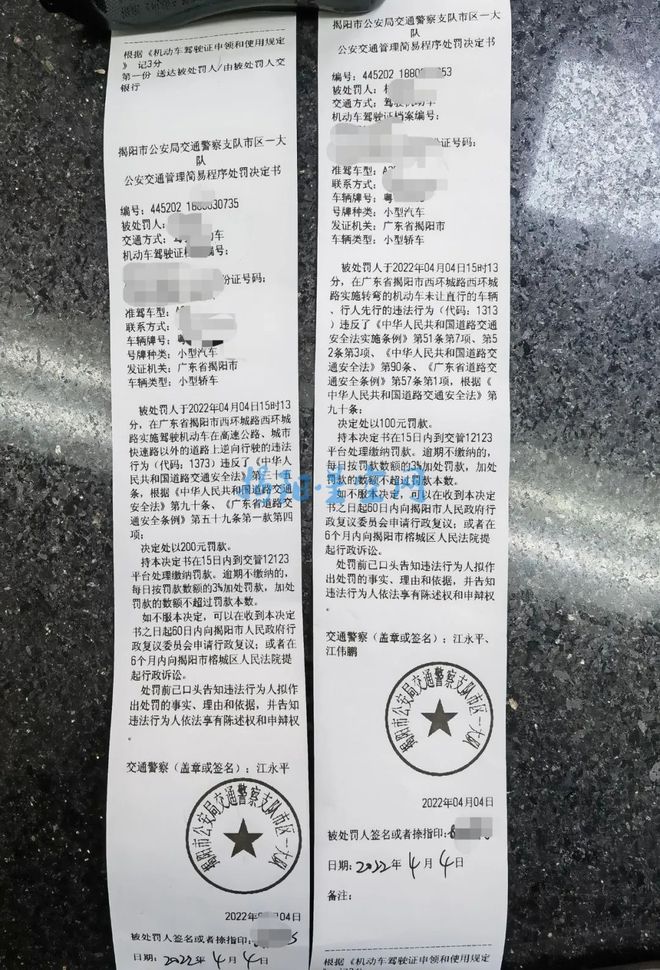 根据《机动车驾驶证申领和使用规定
》 记3分
第一份 送达被处罚人/由被处罚人交
银行
揭阳市公安局交通警察支队市区一大
队
公安交通管理简易程序处罚决定书
编号: 445202 18 030735
被处罚人:
交通方式: 驾 车
机动车驾驶证 编号:
份证号码:
准驾车型:
联系方式:
车辆牌号: 粤
号牌种类: 小型汽车
发证机关: 广东省揭阳市
车辆类型: 小型轿车
被处罚人于2022年04月04日15时13
分, 在广东省揭阳市西环城路西环城
路实施驾驶机动车在高速公路、城市
快速路以外的道路上逆向行驶的违法
行为 (代码: 1373) 违反了《中华人
民共和国道路交通安全法》第三十五
条, 根据《中华人民共和国道路交通
安全法》第九十条、《广东省道路交
通安全条例》第五十九条第一款第四
项:
决定处以200元罚款。
持本决定书在15日内到交管12123
平台处理缴纳罚款。逾期不缴纳的,
每日按罚款数额的3%加处罚款, 加处
罚款的数额不超过罚款本数。
如不服本决定, 可以在收到本决定
书之日起60日内向揭阳市人民政府行
政复议委员会申请行政复议; 或者在
6个月内向揭阳市榕城区人民法院提
起行政诉讼。
处罚前已口头告知违法行为人拟作
出处罚的事实、理由和依据, 并告知
违法行为人依法享有陈述权和申辩权
。
交通警察 (盖章或签名): 江永平
揭阳市公安局交通警察支队市区一大队
2022年 04日
被处罚人签名或者捺指印:
日期: 2022年 4月 4日
揭阳市公安局交通警察支队市区一大
队
公安交通管理简易程序处罚决定书
编号: 445202 1880 53
被处罚人:
交通方式: 驾驶机动车
机动车驾驶证档案编号:
份证号码:
准驾车型:
联系方式:
车辆牌号: 粤
号牌种类: 小型汽车
发证机关: 广东省揭阳市
车辆类型: 小型轿车
被处罚人于2022年04月04日15时13
分, 在广东省揭阳市西环城路西环城
路实施转弯的机动车未让直行的车辆
、行人先行的违法行为 (代码: 1313
) 违反了《中华人民共和国道路交通
安全法实施条例》第51条第7项、第5
2条第3项、《中华人民共和国道路交
通安全法》第90条、《广东省道路交
通安全条例》第57条第1项, 根据《
中华人民共和国道路交通安全法》第
九十条:
决定处以100元罚款。
持本决定书在15日内到交管12123
平台处理缴纳罚款。逾期不缴纳的,
每日按罚款数额的3%加处罚款, 加处
罚款的数额不超过罚款本数。
如不服本决定, 可以在收到本决定
书之日起60日内向揭阳市人民政府行
政复议委员会申请行政复议; 或者在
6个月内向揭阳市榕城区人民法院提
起行政诉讼。
处罚前已口头告知违法行为人拟作
出处罚的事实、理由和依据, 并告知
违法行为人依法享有陈述权和申辩权
。
交通警察 (盖章或签名): 江永平、
江伟鹏
揭阳市公安局交通警察支队市区一大队
2022年04月04日
被处罚人签名或者捺指印:
日期: 2022年 4月 4日
备注:
根据《机动车驾驶证申领和使用规定